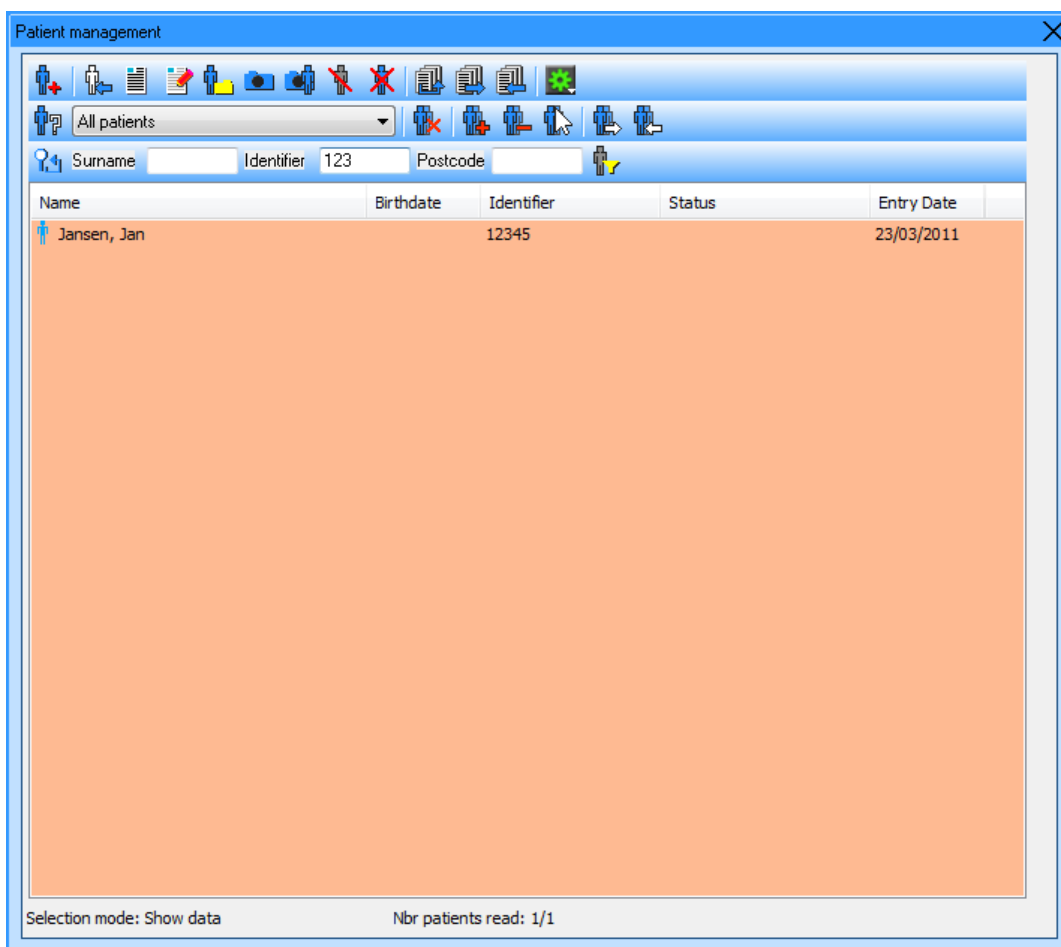 Patient management
All patients
Surname Identifier 123 Postcode
Name Birthdate Identifier Status Entry Date
Jansen, Jan 12345 23/03/2011
Selection mode: Show data Nbr patients read: 1/1